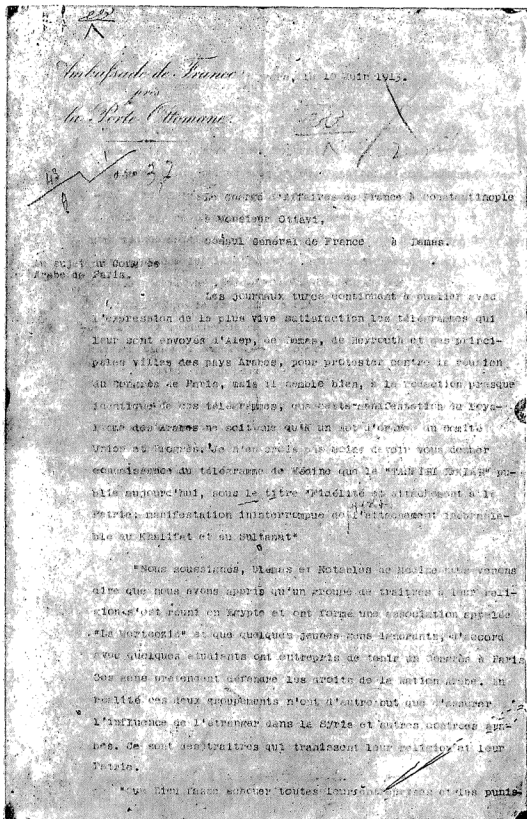 Ambassade de France
près
la Porte Ottomane.
le 10 Juin 1913.
N° 37
Le Chargé d'Affaires de France à Constantinople
à Monsieur Ottavi,
Consul Général de France à Damas.
Au sujet du Congrès
Arabe de Paris.
Les journaux turcs continuent à publier avec
l'expression de la plus vive satisfaction les télégrammes qui
leur sont envoyés d'Alep, de Damas, de Beyrouth et des princi-
pales villes des pays Arabes, pour protester contre la réunion
du Congrès de Paris, mais il semble bien, à la rédaction presque
identique de ces télégrammes, que cette manifestation du loya-
lisme des Arabes ne soit due qu'à un mot d'ordre du Comité
Union et Progrès. Je n'en crois pas moins devoir vous donner
connaissance du télégramme de Médine que le "TANIN" pu-
blie aujourd'hui, sous le titre "Fidélité et attachement à la
Patrie: manifestation ininterrompue de l'attachement inébranla-
ble au Khalifat et au Sultanat"
"Nous soussignés, Ulémas et Notables de Médine venons
dire que nous avons appris qu'un groupe de traîtres à leur reli-
gion s'est réuni en Egypte et ont formé une association appelée
et que quelques jeunes gens ignorants, d'accord
avec quelques étudiants ont entrepris de tenir un Congrès à Paris
Ces gens prétendent défendre les droits de la Nation Arabe. En
réalité ces deux groupements n'ont d'autre but que d'assurer
l'influence de l'étranger dans la Syrie et autres contrées ara-
bes. Ce sont des traîtres qui trahissent leur religion et leur
Patrie.
"Que Dieu fasse échouer toutes leurs entreprises et les punis-